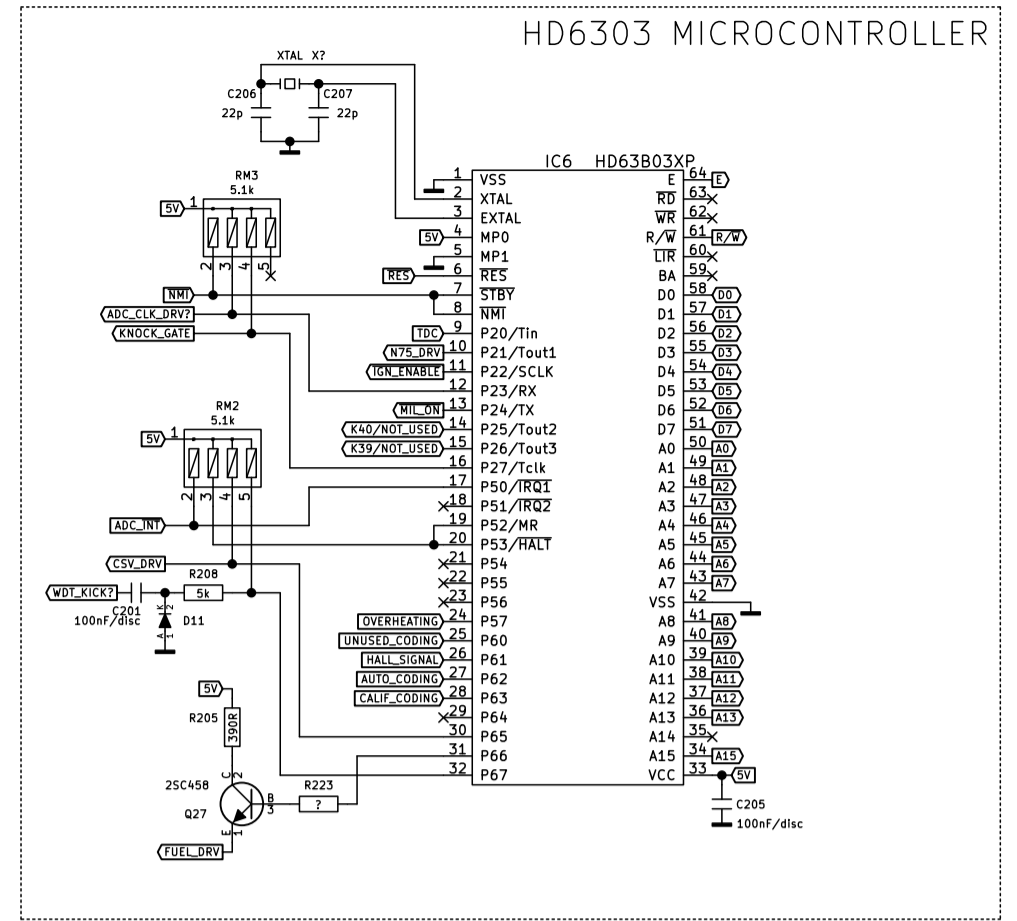 HD6303 MICROCONTROLLER
XTAL X?
C206
C207
22p
22p
IC6 HD63B03XP
RM3
5.1k
5V
1
2
3
4
5
NMI
ADC_CLK_DRV?
KNOCK_GATE
RM2
5.1k
5V
1
2
3
4
5
ADC_INT
CSV_DRV
WDT_KICK?
C201
100nF/disc
R208
5k
K
2
A
1
D11
5V
R205
390R
2SC458
Q27
C
2
B
3
E
1
R223
?
FUEL_DRV
1 VSS
2 XTAL
3 EXTAL
5V 4 MP0
5 MP1
RES 6 RES
7 STBY
8 NMI
TDC 9 P20/Tin
N75_DRV 10 P21/Tout1
IGN_ENABLE 11 P22/SCLK
12 P23/RX
MIL_ON 13 P24/TX
K40/NOT_USED 14 P25/Tout2
K39/NOT_USED 15 P26/Tout3
16 P27/Tclk
17 P50/IRQ1
18 P51/IRQ2
19 P52/MR
20 P53/HALT
21 P54
22 P55
23 P56
OVERHEATING 24 P57
UNUSED_CODING 25 P60
HALL_SIGNAL 26 P61
AUTO_CODING 27 P62
CALIF_CODING 28 P63
29 P64
30 P65
31 P66
32 P67
E 64 E
RD 63
WR 62
R/W 61 R/W
LIR 60
BA 59
D0 58 D0
D1 57 D1
D2 56 D2
D3 55 D3
D4 54 D4
D5 53 D5
D6 52 D6
D7 51 D7
A0 50 A0
A1 49 A1
A2 48 A2
A3 47 A3
A4 46 A4
A5 45 A5
A6 44 A6
A7 43 A7
VSS 42
A8 41 A8
A9 40 A9
A10 39 A10
A11 38 A11
A12 37 A12
A13 36 A13
A14 35
A15 34 A15
VCC 33 5V
C205
100nF/disc